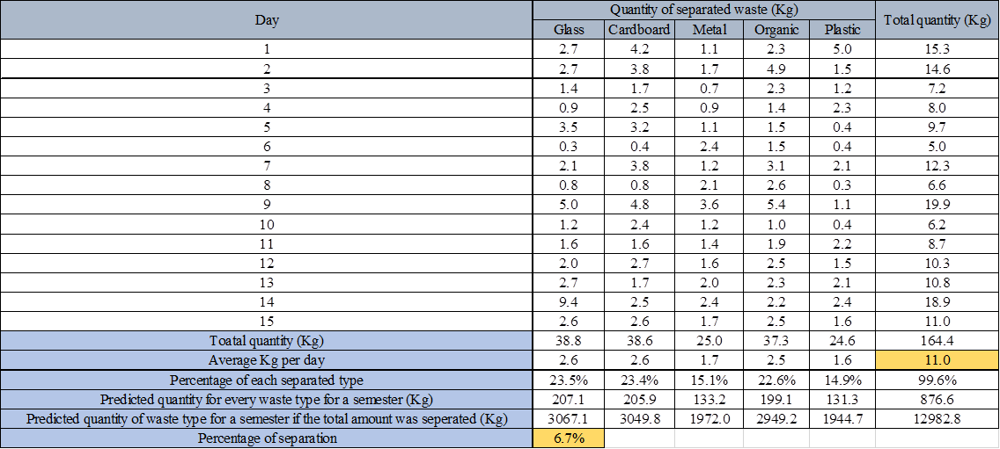 Day Quantity of separated waste (Kg) Total quantity (Kg)
Glass Cardboard Metal Organic Plastic
1 2.7 4.2 1.1 2.3 5.0 15.3
2 2.7 3.8 1.7 4.9 1.5 14.6
3 1.4 1.7 0.7 2.3 1.2 7.2
4 0.9 2.5 0.9 1.4 2.3 8.0
5 3.5 3.2 1.1 1.5 0.4 9.7
6 0.3 0.4 2.4 1.5 0.4 5.0
7 2.1 3.8 1.2 3.1 2.1 12.3
8 0.8 0.8 2.1 2.6 0.3 6.6
9 5.0 4.8 3.6 5.4 1.1 19.9
10 1.2 2.4 1.2 1.0 0.4 6.2
11 1.6 1.6 1.4 1.9 2.2 8.7
12 2.0 2.7 1.6 2.5 1.5 10.3
13 2.7 1.7 2.0 2.3 2.1 10.8
14 9.4 2.5 2.4 2.2 2.4 18.9
15 2.6 2.6 1.7 2.5 1.6 11.0
Toatal quantity (Kg) 38.8 38.6 25.0 37.3 24.6 164.4
Average Kg per day 2.6 2.6 1.7 2.5 1.6 11.0
Percentage of each separated type 23.5% 23.4% 15.1% 22.6% 14.9% 99.6%
Predicted quantity for every waste type for a semester (Kg) 207.1 205.9 133.2 199.1 131.3 876.6
Predicted quantity of waste type for a semester if the total amount was seperated (Kg) 3067.1 3049.8 1972.0 2949.2 1944.7 12982.8
Percentage of separation 6.7%